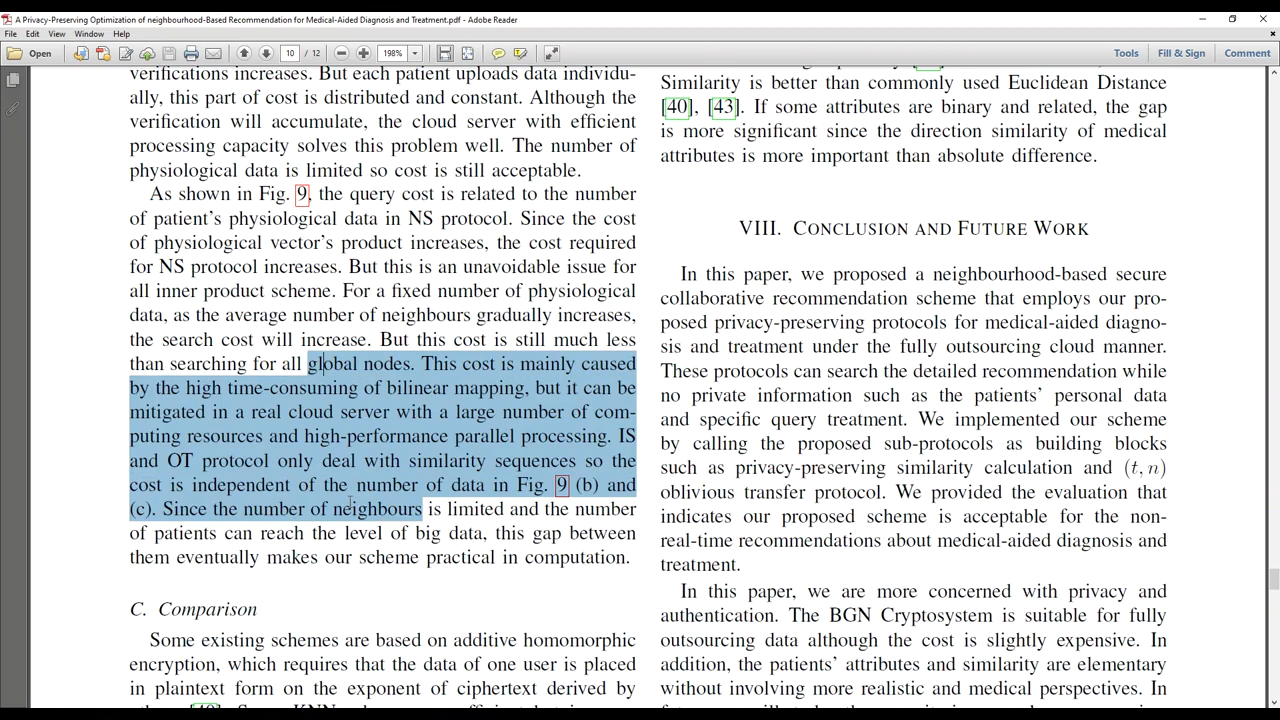 A Privacy-Preserving Optimization of neighbourhood-Based Recommendation for Medical-Aided Diagnosis and Treatment.pdf - Adobe Reader
File Edit View Window Help
Open 10 / 12 198% Tools Fill & Sign Comment
verifications increases. But each patient uploads data individu-
ally, this part of cost is distributed and constant. Although the
verification will accumulate, the cloud server with efficient
processing capacity solves this problem well. The number of
physiological data is limited so cost is still acceptable.
As shown in Fig. 9, the query cost is related to the number
of patient's physiological data in NS protocol. Since the cost
of physiological vector's product increases, the cost required
for NS protocol increases. But this is an unavoidable issue for
all inner product scheme. For a fixed number of physiological
data, as the average number of neighbours gradually increases,
the search cost will increase. But this cost is still much less
than searching for all global nodes. This cost is mainly caused
by the high time-consuming of bilinear mapping, but it can be
mitigated in a real cloud server with a large number of com-
puting resources and high-performance parallel processing. IS
and OT protocol only deal with similarity sequences so the
cost is independent of the number of data in Fig. 9 (b) and
(c). Since the number of neighbours is limited and the number
of patients can reach the level of big data, this gap between
them eventually makes our scheme practical in computation.
C. Comparison
Some existing schemes are based on additive homomorphic
encryption, which requires that the data of one user is placed
in plaintext form on the exponent of ciphertext derived by
Similarity is better than commonly used Euclidean Distance
[40], [43]. If some attributes are binary and related, the gap
is more significant since the direction similarity of medical
attributes is more important than absolute difference.
VIII. CONCLUSION AND FUTURE WORK
In this paper, we proposed a neighbourhood-based secure
collaborative recommendation scheme that employs our pro-
posed privacy-preserving protocols for medical-aided diagno-
sis and treatment under the fully outsourcing cloud manner.
These protocols can search the detailed recommendation while
no private information such as the patients' personal data
and specific query treatment. We implemented our scheme
by calling the proposed sub-protocols as building blocks
such as privacy-preserving similarity calculation and (t, n)
oblivious transfer protocol. We provided the evaluation that
indicates our proposed scheme is acceptable for the non-
real-time recommendations about medical-aided diagnosis and
treatment.
In this paper, we are more concerned with privacy and
authentication. The BGN Cryptosystem is suitable for fully
outsourcing data although the cost is slightly expensive. In
addition, the patients' attributes and similarity are elementary
without involving more realistic and medical perspectives. In